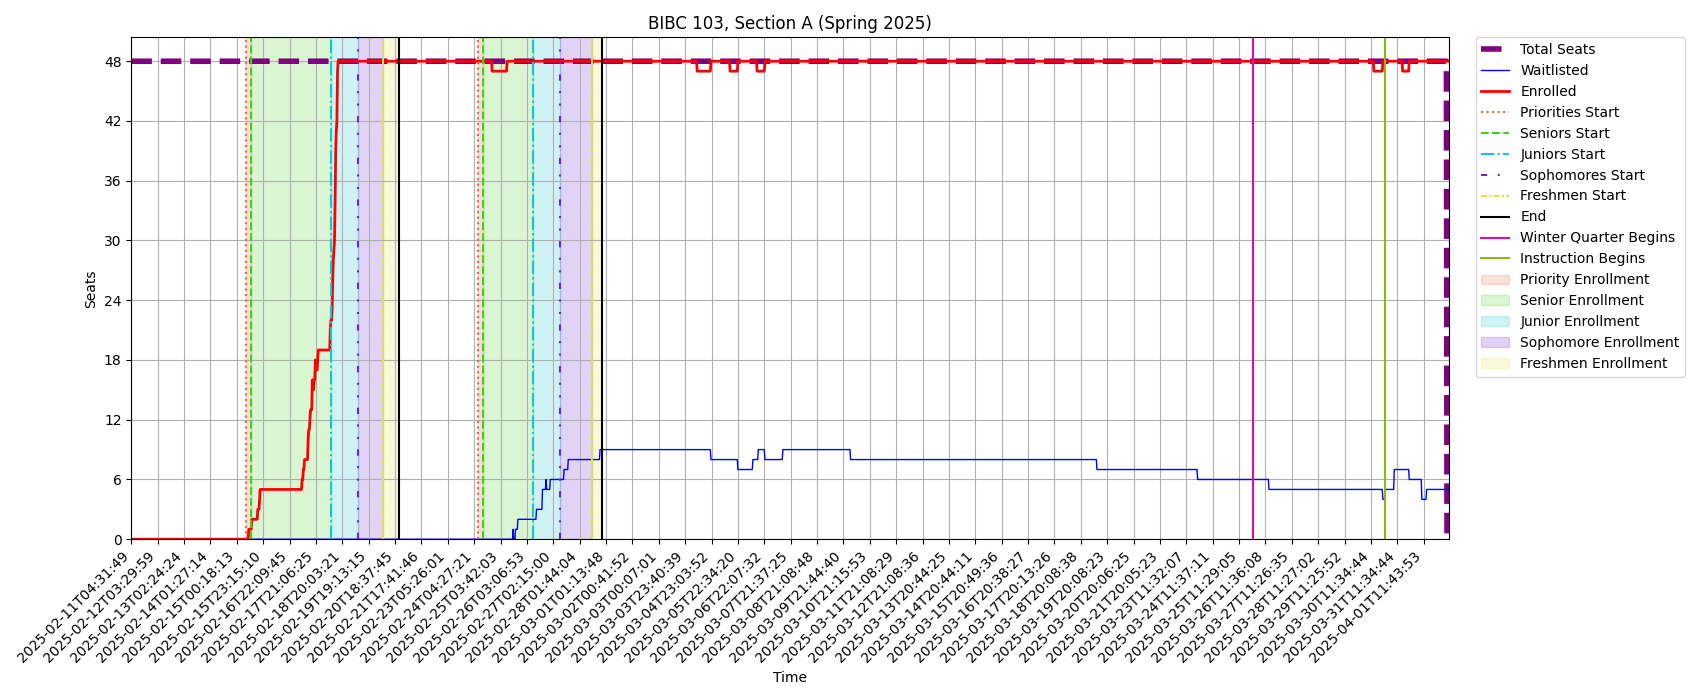 BIBC 103, Section A (Spring 2025)
Seats
48
42
36
30
24
18
12
6
0
2025-02-11T04:31:49
2025-02-12T03:29:59
2025-02-13T02:24:24
2025-02-14T01:27:14
2025-02-15T00:18:13
2025-02-15T23:15:10
2025-02-16T22:09:45
2025-02-17T21:06:25
2025-02-18T20:03:21
2025-02-19T19:13:15
2025-02-20T18:37:45
2025-02-21T17:41:46
2025-02-23T05:26:01
2025-02-24T04:27:21
2025-02-25T03:42:03
2025-02-26T03:06:53
2025-02-27T02:15:00
2025-02-28T01:44:04
2025-03-01T01:13:48
2025-03-02T00:41:52
2025-03-03T00:07:01
2025-03-03T23:40:39
2025-03-04T23:03:52
2025-03-05T22:34:20
2025-03-06T22:07:32
2025-03-07T21:37:25
2025-03-08T21:08:48
2025-03-09T21:44:40
2025-03-10T21:15:53
2025-03-11T21:08:29
2025-03-12T21:08:36
2025-03-13T20:44:25
2025-03-14T20:44:11
2025-03-15T20:49:36
2025-03-16T20:38:27
2025-03-17T20:13:26
2025-03-18T20:08:38
2025-03-19T20:08:23
2025-03-20T20:06:25
2025-03-21T20:05:23
2025-03-23T11:32:07
2025-03-24T11:37:11
2025-03-25T11:29:05
2025-03-26T11:36:08
2025-03-27T11:26:35
2025-03-28T11:27:02
2025-03-29T11:25:52
2025-03-30T11:34:44
2025-03-31T11:34:44
2025-04-01T11:43:53
Time
Total Seats
Waitlisted
Enrolled
Priorities Start
Seniors Start
Juniors Start
Sophomores Start
Freshmen Start
End
Winter Quarter Begins
Instruction Begins
Priority Enrollment
Senior Enrollment
Junior Enrollment
Sophomore Enrollment
Freshmen Enrollment